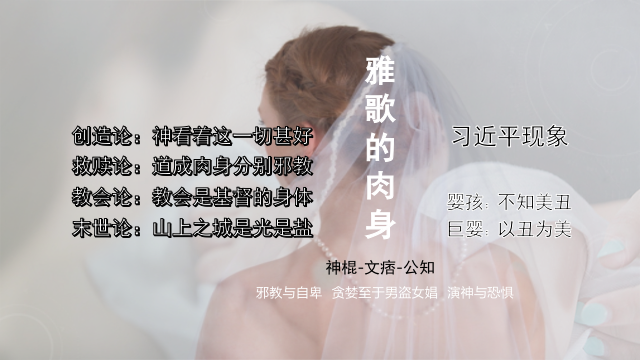 雅歌的肉身
创造论：神看着这一切甚好
救赎论：道成肉身分别邪教
教会论：教会是基督的身体
末世论：山上之城是光是盐
习近平现象
婴孩：不知美丑
巨婴：以丑为美
神棍-文痞-公知
邪教与自卑 贪婪至于男盗女娼 演神与恐惧